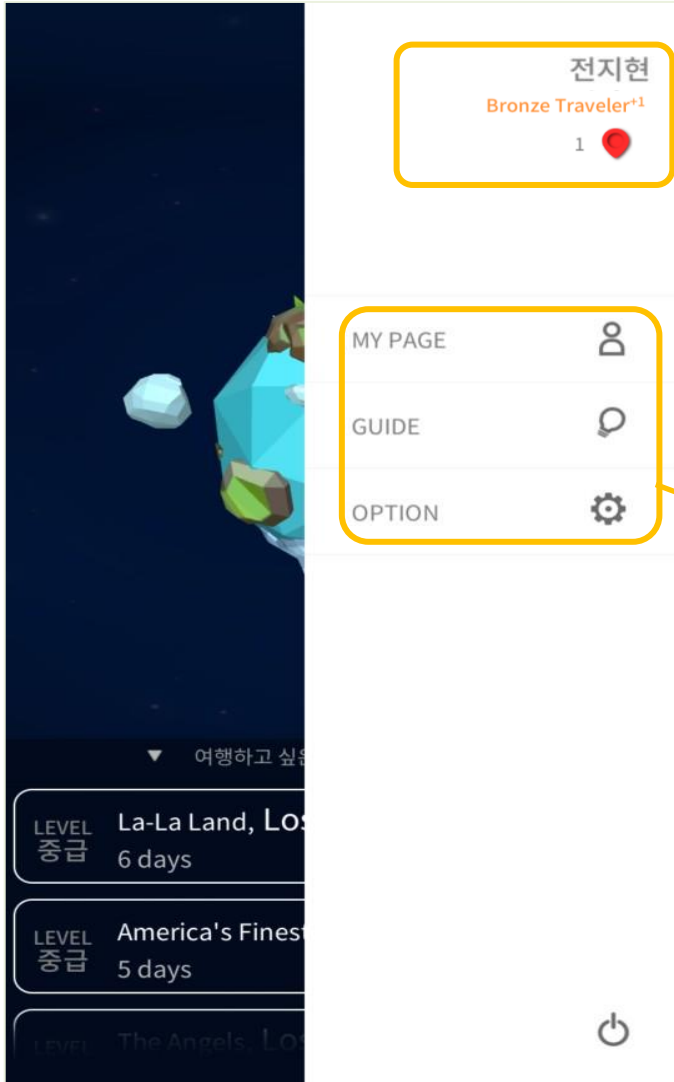 전지현
Bronze Traveler+1
1
MY PAGE
GUIDE
OPTION
여행하고 싶은
LEVEL
중급
La-La Land, Los
6 days
LEVEL
중급
America's Finest
5 days
LEVEL
The Angels, Los